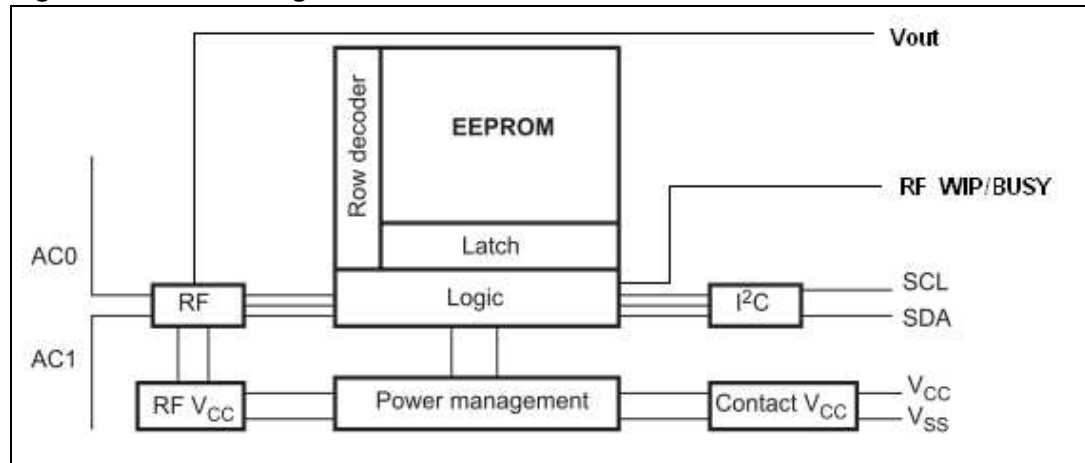 Vout
Row decoder
EEPROM
RF WIP/BUSY
Latch
AC0
SCL
RF
Logic
I²C
SDA
AC1
RF VCC
Power management
Contact VCC
VCC
VSS